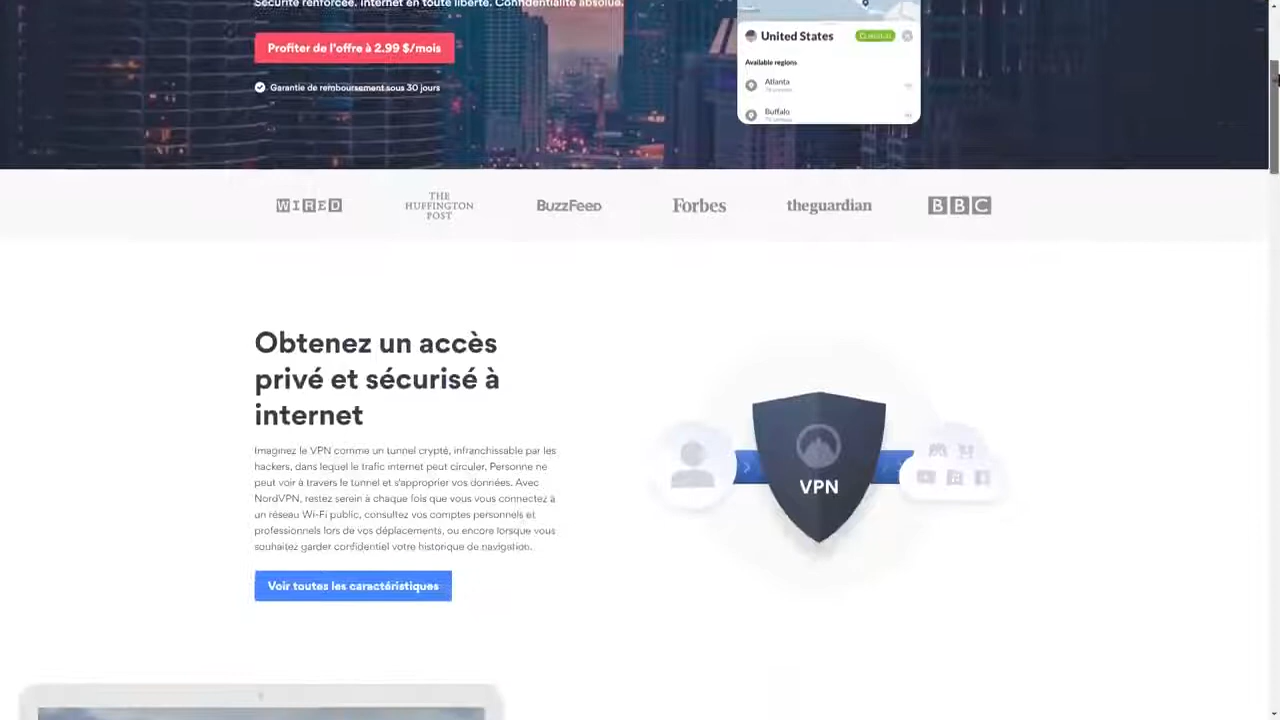 Sécurité renforcée. Internet en toute liberté. Confidentialité absolue.
Profiter de l'offre à 2.99 $/mois
Garantie de remboursement sous 30 jours
United States
Available regions
Atlanta
Buffalo
WIRED
THE
HUFFINGTON
POST
BuzzFeed
Forbes
theguardian
BBC
Obtenez un accès
privé et sécurisé à
internet
Imaginez le VPN comme un tunnel crypté, infranchissable par les
hackers, dans lequel le trafic internet peut circuler. Personne ne
peut voir à travers le tunnel et s'approprier vos données. Avec
NordVPN, restez serein à chaque fois que vous vous connectez à
un réseau Wi-Fi public, consultez vos comptes personnels et
professionnels lors de vos déplacements, ou encore lorsque vous
souhaitez garder confidentiel votre historique de navigation.
VPN
Voir toutes les caractéristiques